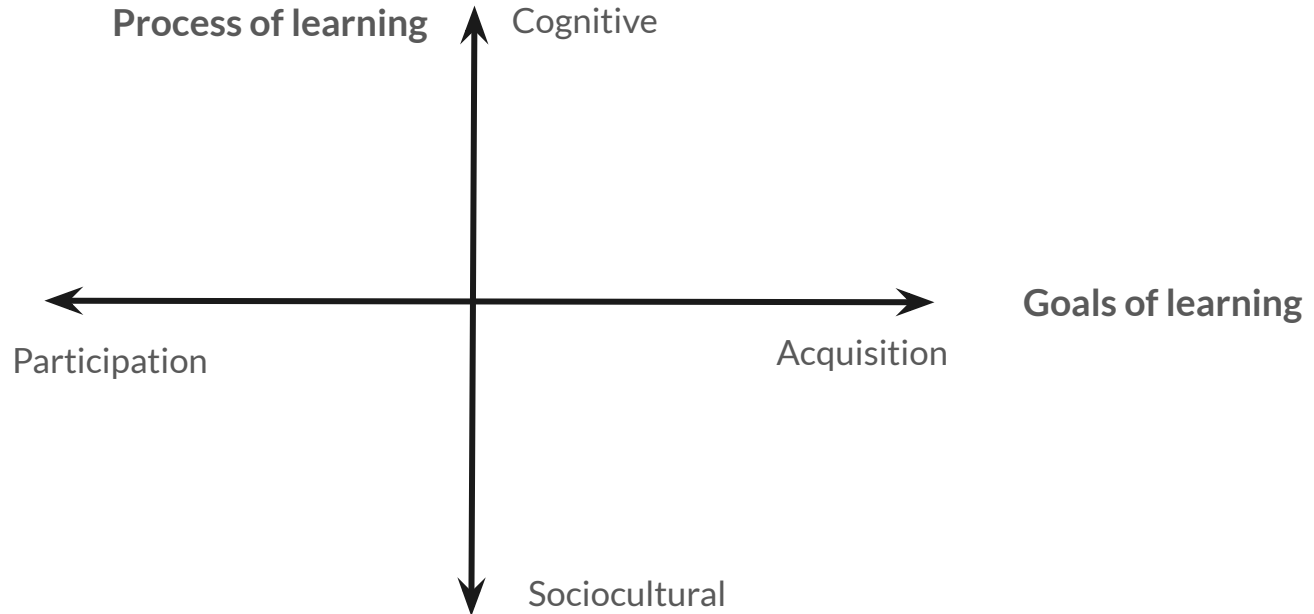 Process of learning
Cognitive
Goals of learning
Participation
Acquisition
Sociocultural